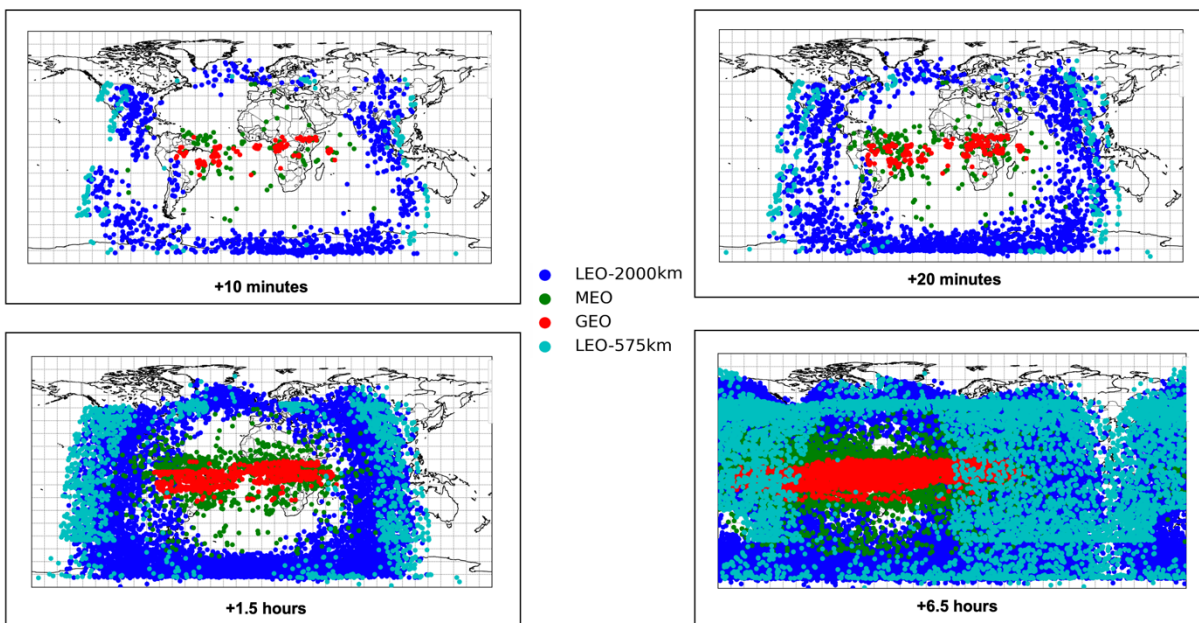 +10 minutes
+20 minutes
LEO-2000km
MEO
GEO
LEO-575km
+1.5 hours
+6.5 hours